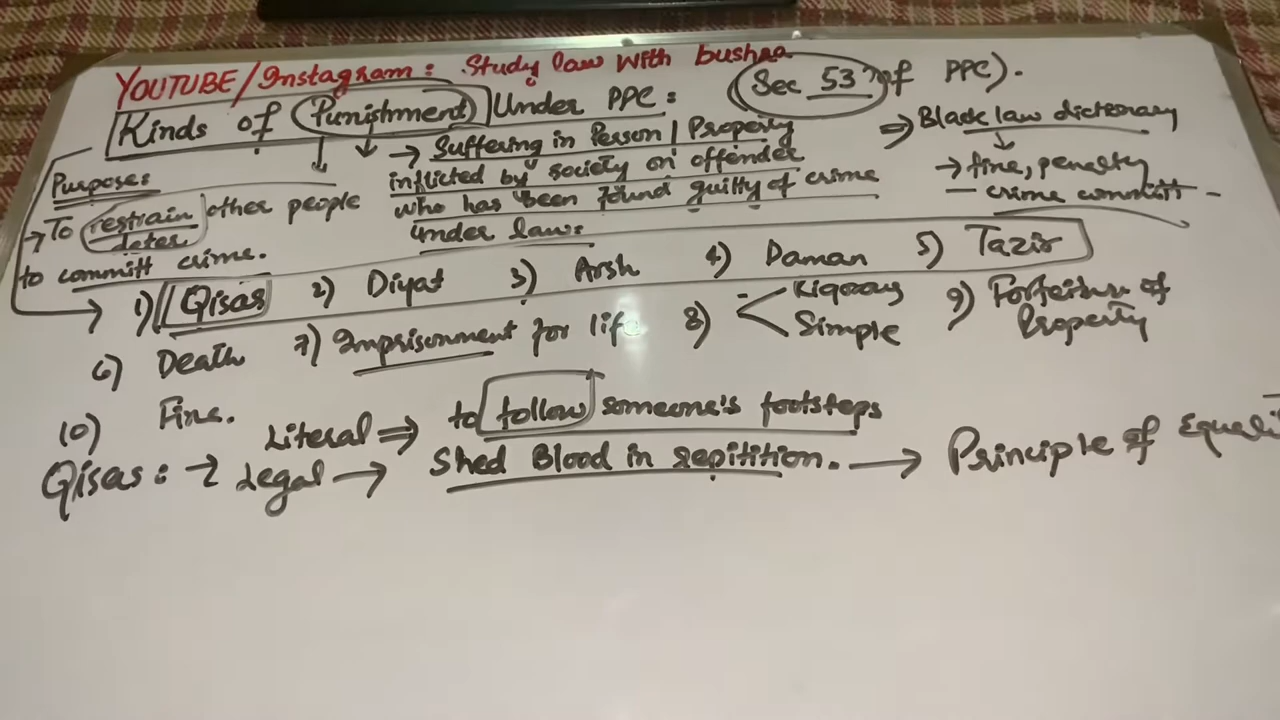 YOUTUBE/Instagram: Study law with bushra
Kinds of Punishment Under PPC: Sec 53 of PPC).
→ Suffering in Person / Property
inflicted by society on offender
who has been found guilty of crime
under law:
⇒ Black law dictionary
→ fine, penalty
– crime committ –
Purpose:
→ To restrain other people
deter
to committ crime.
1) Qisas 2) Diyat 3) Arsh 4) Daman 5) Tazir
6) Death 7) Imprisonment for life 8) Rigorous
Simple
9) Forfeiture of
Property
10) Fine.
Qisas: → Literal ⇒ to follow someone's footsteps
Legal → Shed Blood in repitition. → Principle of Equali